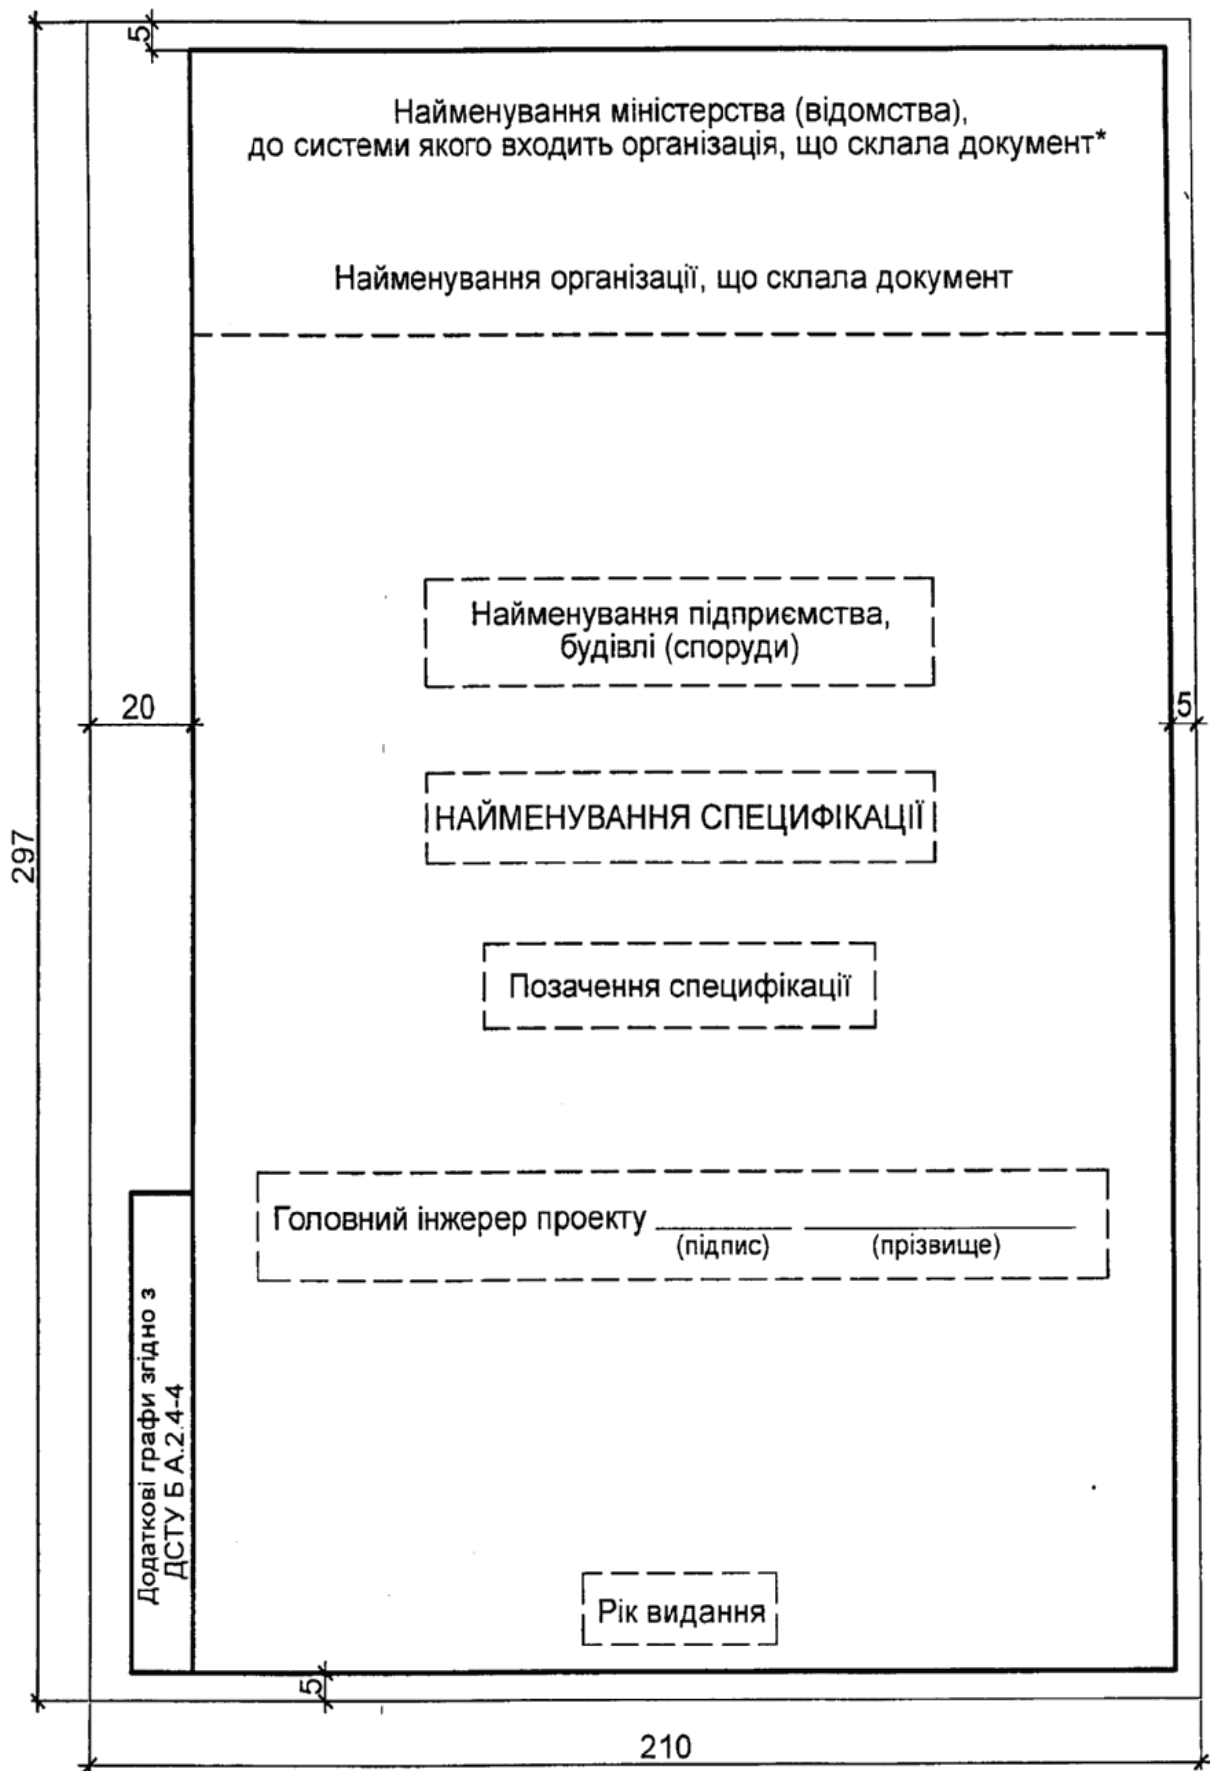 5
Найменування міністерства (відомства),
до системи якого входить організація, що склала документ*
Найменування організації, що склала документ
Найменування підприємства,
будівлі (споруди)
20
5
НАЙМЕНУВАННЯ СПЕЦИФІКАЦІЇ
297
Позачення специфікації
Головний інжерер проекту
(підпис) (прізвище)
Додаткові графи згідно з
ДСТУ Б А.2.4-4
Рік видання
5
210